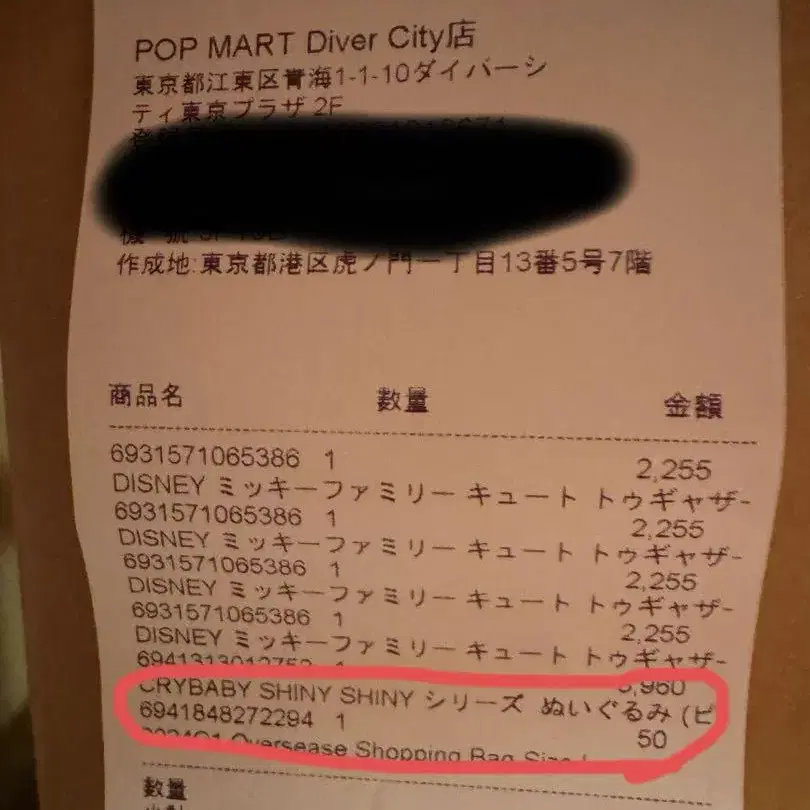 POP MART Diver City店
東京都江東区青海1-1-10ダイバーシ
ティ東京プラザ 2F
作成地:東京都港区虎ノ門一丁目13番5号7階
商品名 数量 金額
6931571065386 1 2,255
DISNEY ミッキーファミリー キュート トゥギャザ-
6931571065386 1 2,255
DISNEY ミッキーファミリー キュート トゥギャザ-
6931571065386 1 2,255
DISNEY ミッキーファミリー キュート トゥギャザ-
6931571065386 1 2,255
DISNEY ミッキーファミリー キュート トゥギャザ-
6941313012752 1 5,960
CRYBABY SHINY SHINY シリーズ ぬいぐるみ (ピ
6941848272294 1 50
2024Q1 Oversease Shopping Bag Size L
数量